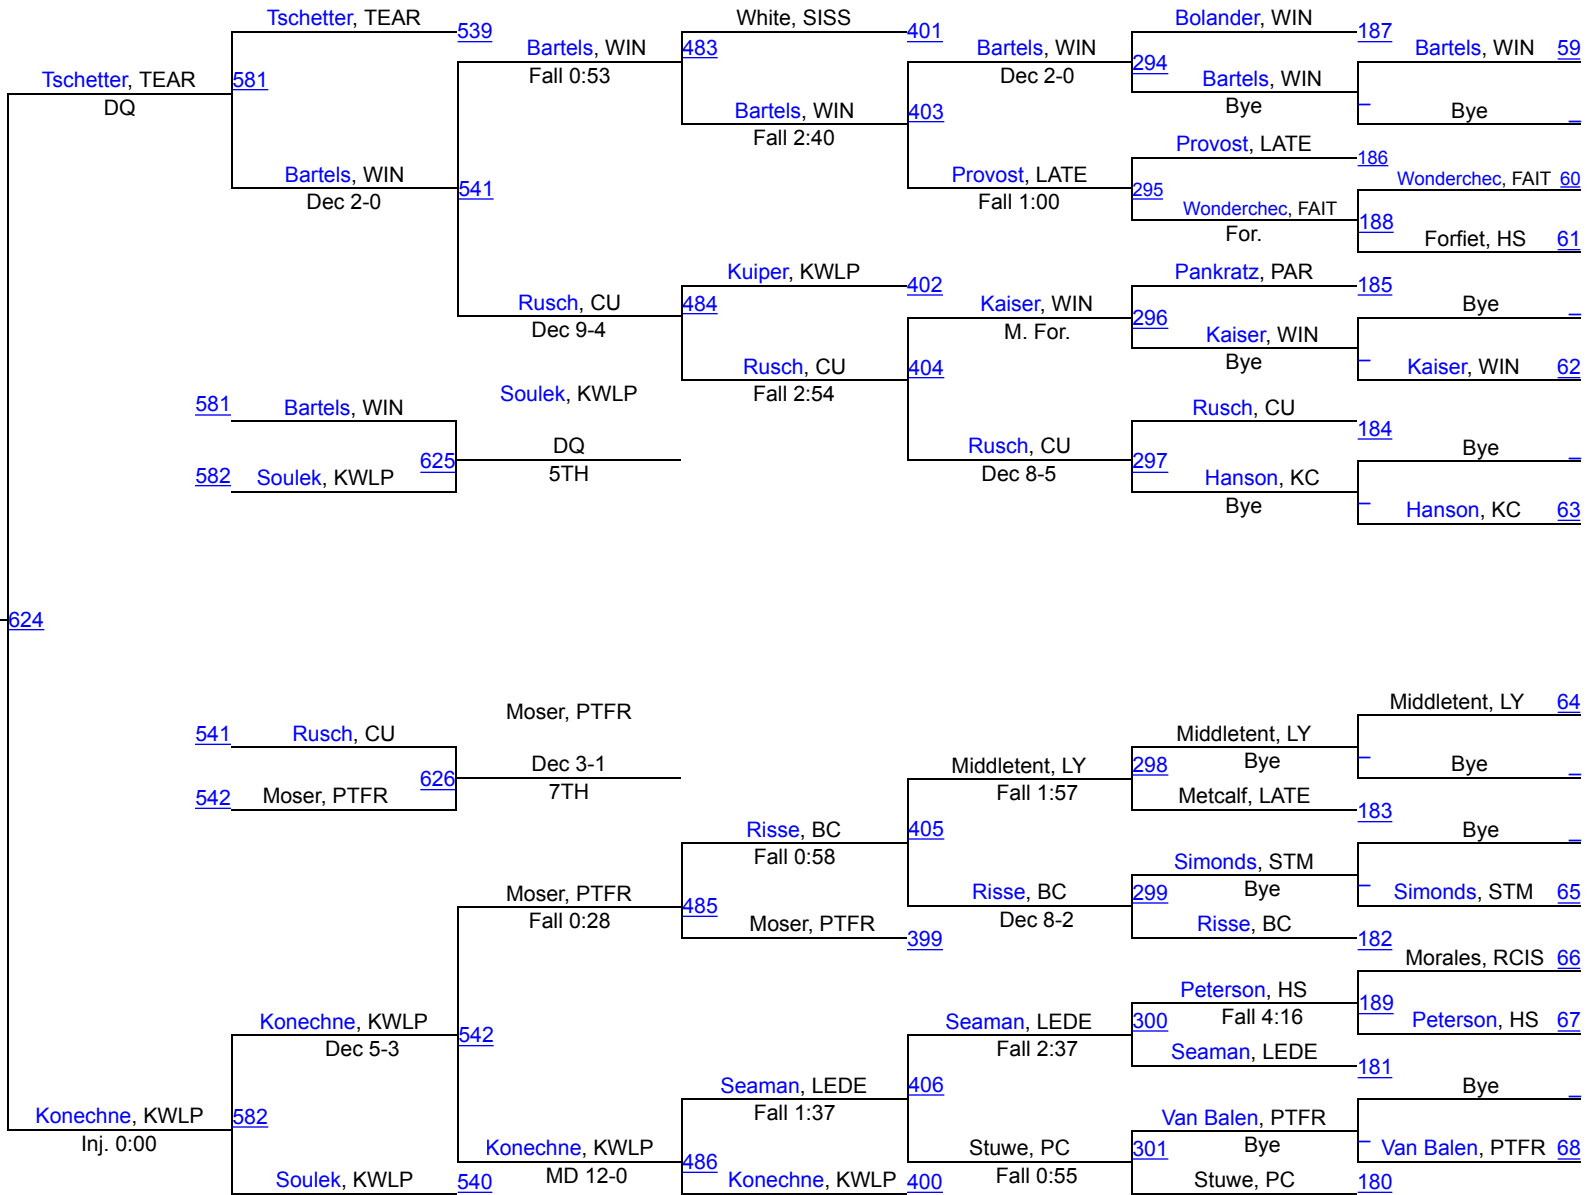 Tschetter, TEAR
539
White, SISS
401
Bolander, WIN
187
Bartels, WIN
Fall 0:53
483
Bartels, WIN
Dec 2-0
294
Bartels, WIN 59
Tschetter, TEAR
DQ
581
Bartels, WIN
Bye
_
Bye _
Bartels, WIN
Fall 2:40
403
Provost, LATE
186
Bartels, WIN
Dec 2-0
541
Provost, LATE
Fall 1:00
295
Wonderchec, FAIT 60
Wonderchec, FAIT
For.
188
Forfiet, HS 61
Kuiper, KWLP
402
Pankratz, PAR
185
Rusch, CU
Dec 9-4
484
Kaiser, WIN
M. For.
296
Bye _
Kaiser, WIN
Bye
_
Kaiser, WIN 62
Rusch, CU
Fall 2:54
404
581 Bartels, WIN
Soulek, KWLP
Rusch, CU
184
625
DQ
5TH
Rusch, CU
Dec 8-5
297
Bye _
582 Soulek, KWLP
Hanson, KC
Bye
_
Hanson, KC 63
624
Middletent, LY 64
541 Rusch, CU
Moser, PTFR
Middletent, LY
Bye
_
Bye _
626
Dec 3-1
7TH
Middletent, LY
Fall 1:57
298
542 Moser, PTFR
Metcalf, LATE
183
Risse, BC
Fall 0:58
405
Bye _
Simonds, STM
Bye
_
Simonds, STM 65
Moser, PTFR
Fall 0:28
485
Risse, BC
Dec 8-2
299
Moser, PTFR
399
Risse, BC
182
Morales, RCIS 66
Peterson, HS
Fall 4:16
189
Peterson, HS 67
Konechne, KWLP
Dec 5-3
542
Seaman, LEDE
Fall 2:37
300
Seaman, LEDE
181
Seaman, LEDE
Fall 1:37
406
Bye _
Konechne, KWLP
Inj. 0:00
582
Van Balen, PTFR
Bye
_
Van Balen, PTFR 68
Konechne, KWLP
MD 12-0
486
Stuwe, PC
Fall 0:55
301
Soulek, KWLP
540
Konechne, KWLP 400
Stuwe, PC
180